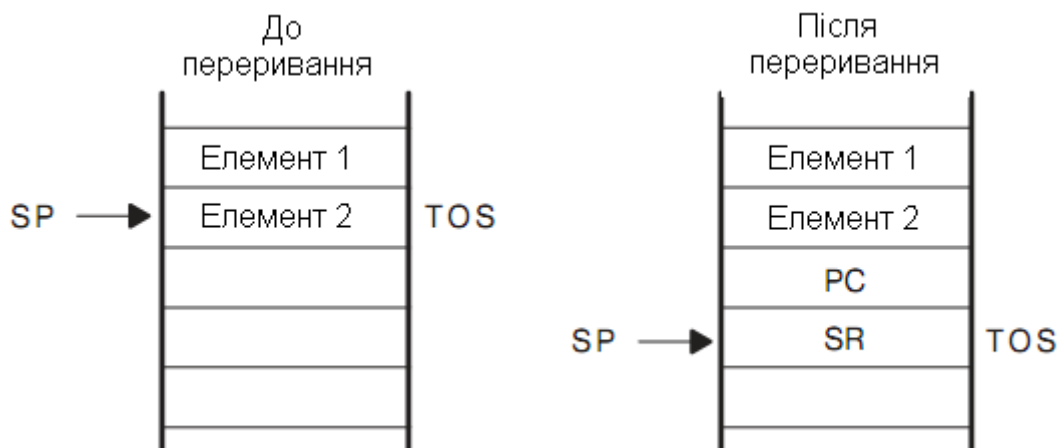 До
переривання
Елемент 1
SP Елемент 2 TOS
Після
переривання
Елемент 1
Елемент 2
PC
SP SR TOS